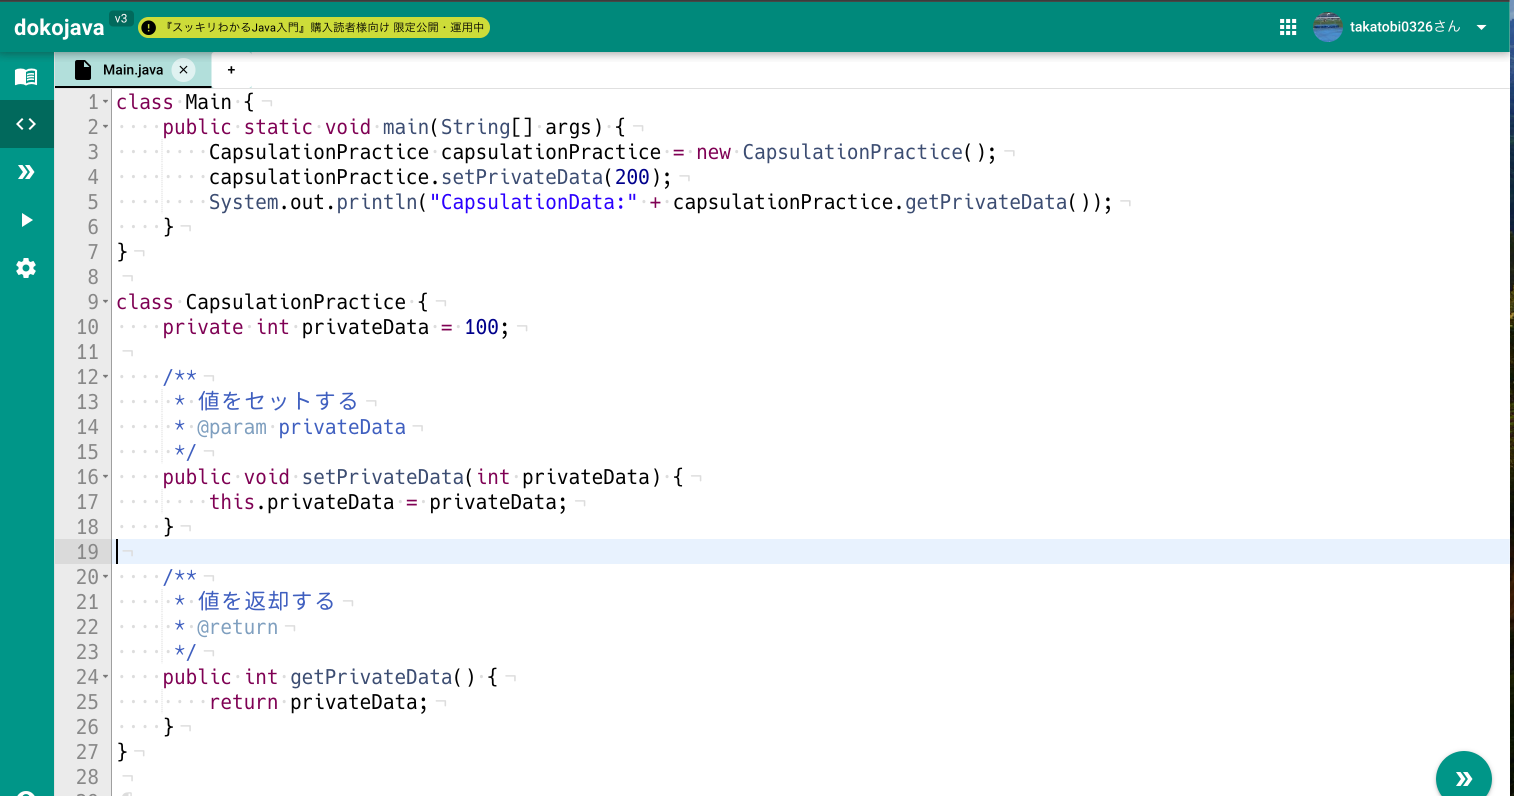 dokojava v3 『スッキリわかるJava入門』購入読者様向け 限定公開・運用中 takatobi0326さん
Main.java
1 class Main {
2     public static void main(String[] args) {
3         CapsulationPractice capsulationPractice = new CapsulationPractice();
4         capsulationPractice.setPrivateData(200);
5         System.out.println("CapsulationData:" + capsulationPractice.getPrivateData());
6     }
7 }
8
9 class CapsulationPractice {
10     private int privateData = 100;
11
12     /**
13      * 値をセットする
14      * @param privateData
15      */
16     public void setPrivateData(int privateData) {
17         this.privateData = privateData;
18     }
19
20     /**
21      * 値を返却する
22      * @return
23      */
24     public int getPrivateData() {
25         return privateData;
26     }
27 }
28